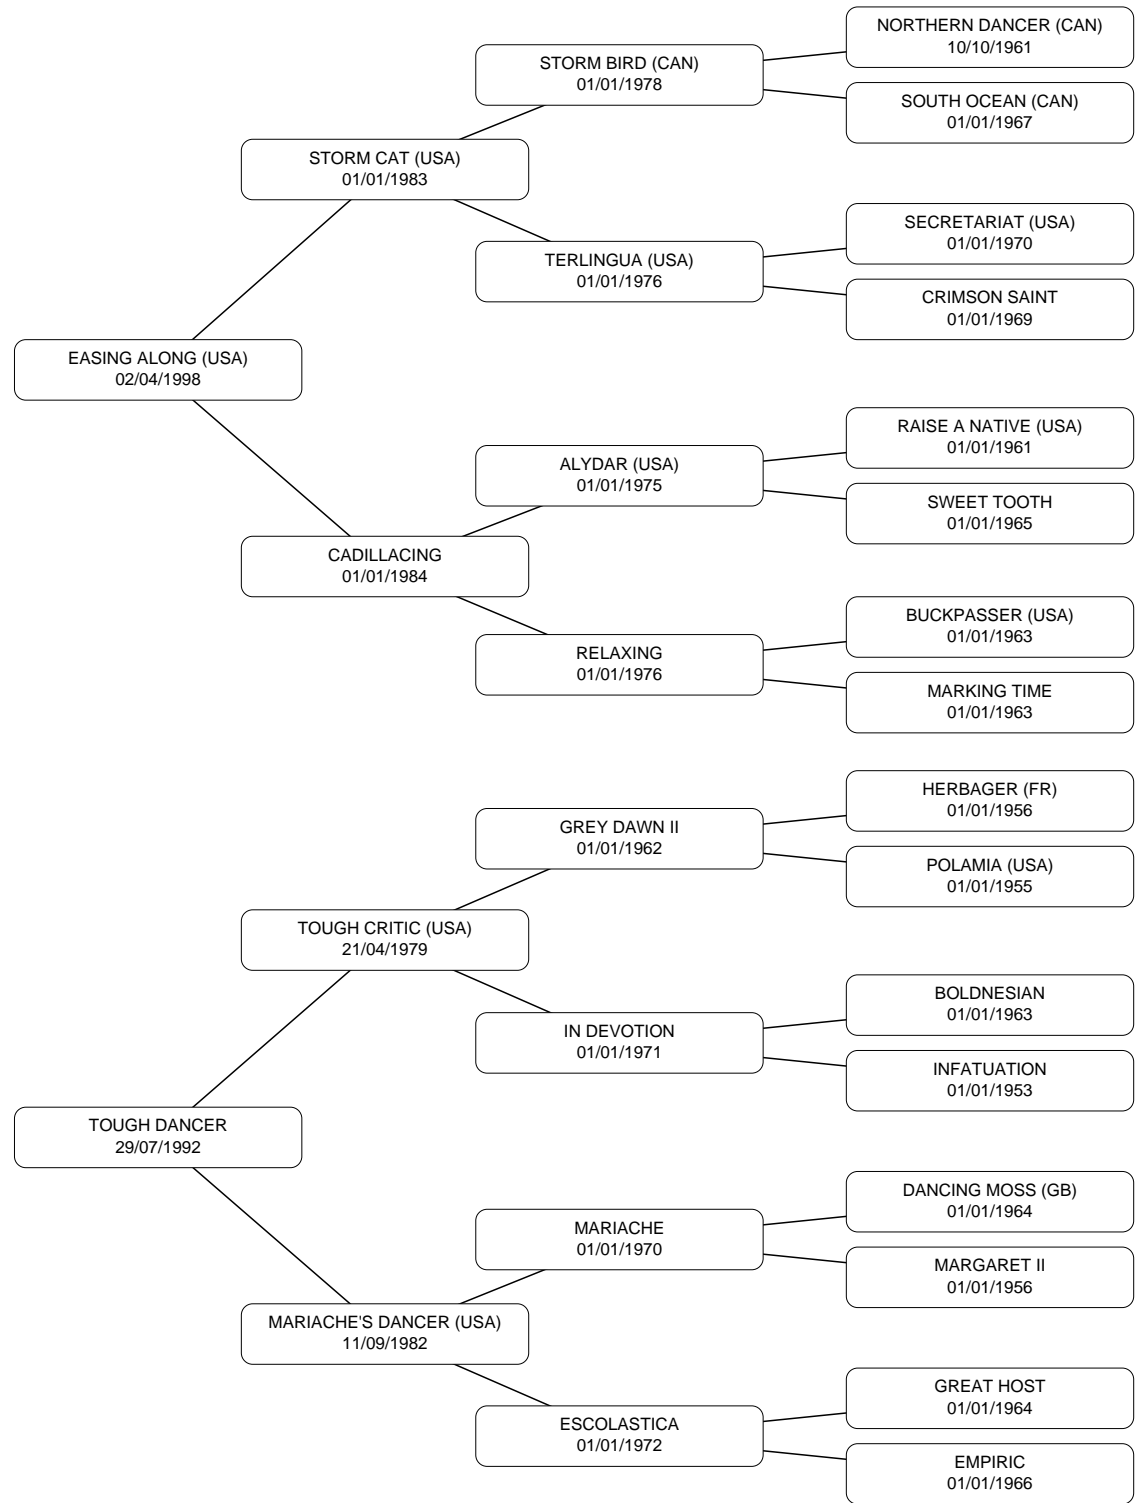 NORTHERN DANCER (CAN)
10/10/1961
STORM BIRD (CAN)
01/01/1978
SOUTH OCEAN (CAN)
01/01/1967
STORM CAT (USA)
01/01/1983
SECRETARIAT (USA)
01/01/1970
TERLINGUA (USA)
01/01/1976
CRIMSON SAINT
01/01/1969
EASING ALONG (USA)
02/04/1998
RAISE A NATIVE (USA)
01/01/1961
ALYDAR (USA)
01/01/1975
SWEET TOOTH
01/01/1965
CADILLACING
01/01/1984
BUCKPASSER (USA)
01/01/1963
RELAXING
01/01/1976
MARKING TIME
01/01/1963
HERBAGER (FR)
01/01/1956
GREY DAWN II
01/01/1962
POLAMIA (USA)
01/01/1955
TOUGH CRITIC (USA)
21/04/1979
BOLDNESIAN
01/01/1963
IN DEVOTION
01/01/1971
INFATUATION
01/01/1953
TOUGH DANCER
29/07/1992
DANCING MOSS (GB)
01/01/1964
MARIACHE
01/01/1970
MARGARET II
01/01/1956
MARIACHE'S DANCER (USA)
11/09/1982
GREAT HOST
01/01/1964
ESCOLASTICA
01/01/1972
EMPIRIC
01/01/1966